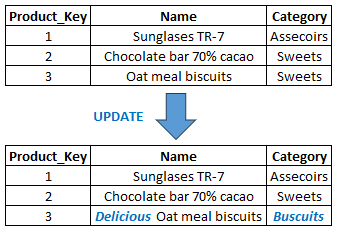 Product_Key Name Category
1 Sunglases TR-7 Assecoirs
2 Chocolate bar 70% cacao Sweets
3 Oat meal biscuits Sweets
UPDATE
Product_Key Name Category
1 Sunglases TR-7 Assecoirs
2 Chocolate bar 70% cacao Sweets
3 Delicious Oat meal biscuits Buscuits